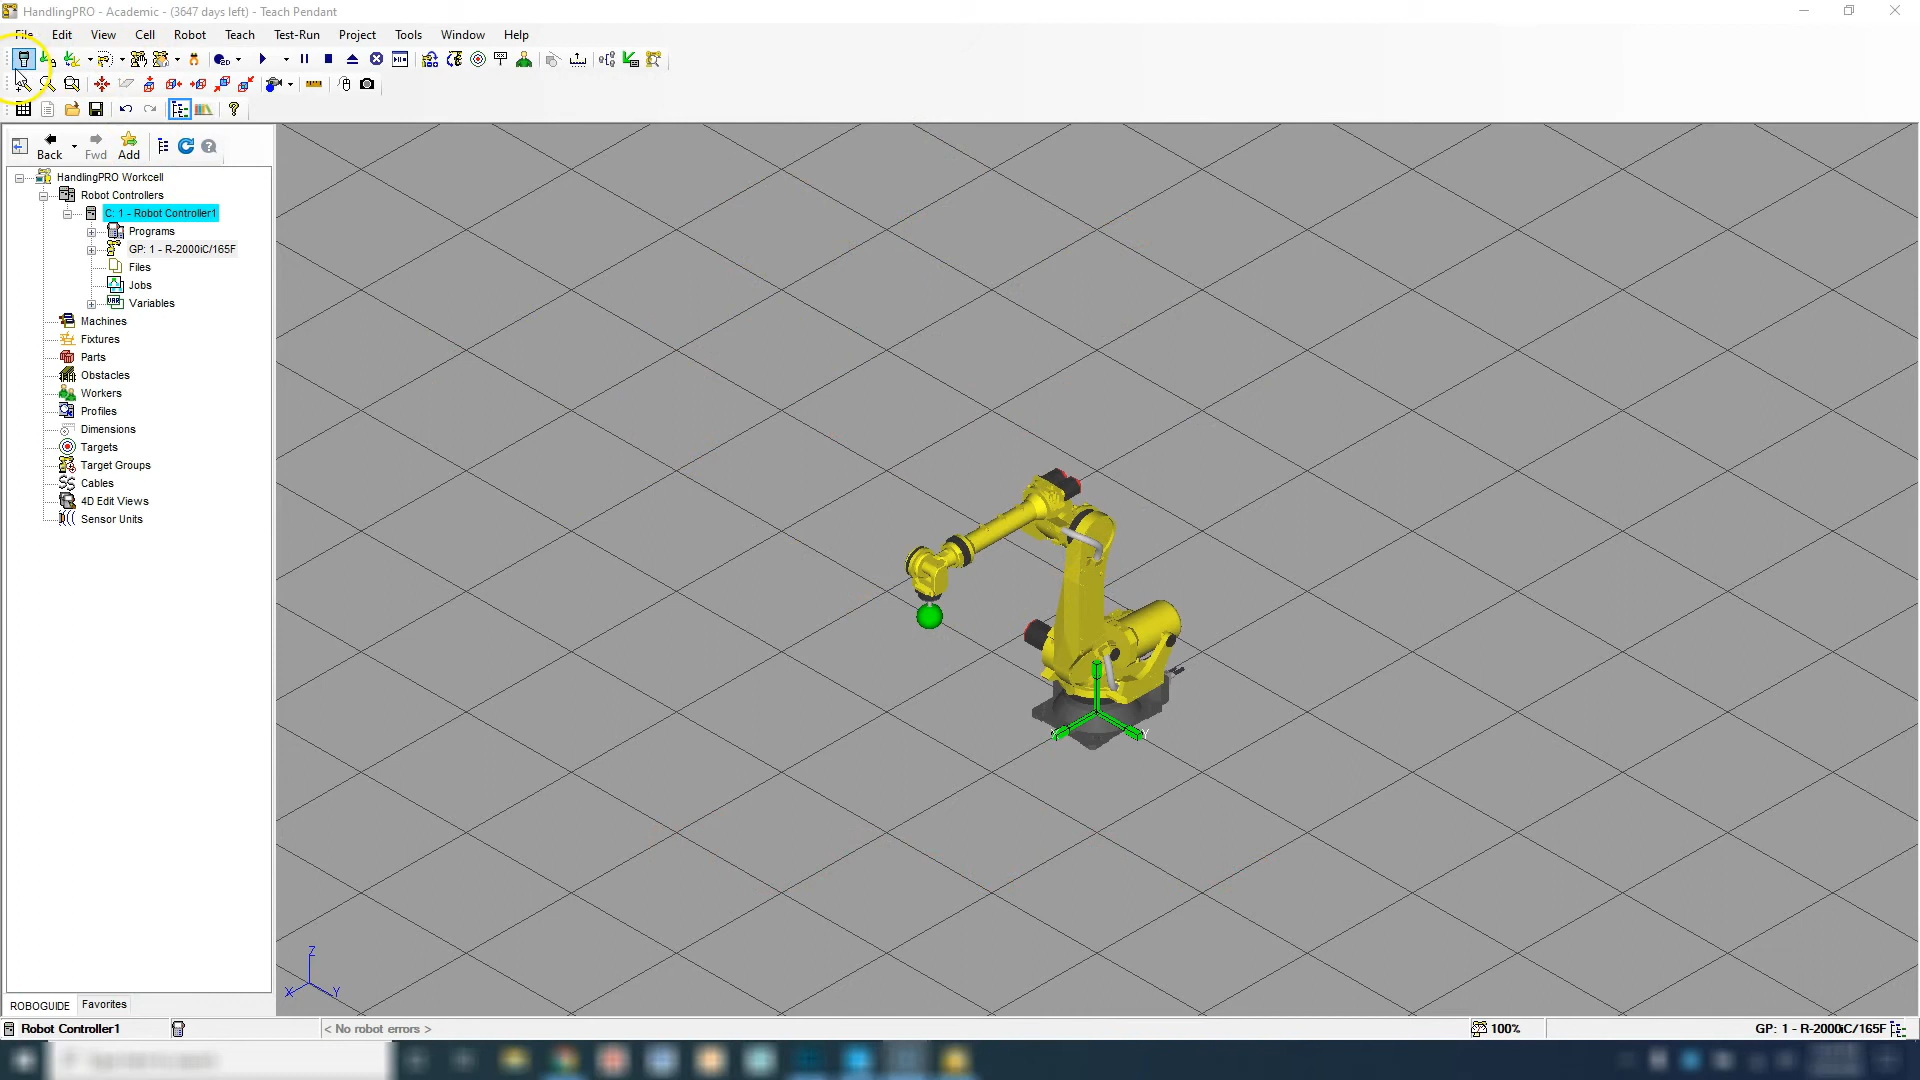 HandlingPRO - Academic - (3647 days left) - Teach Pendant
File Edit View Cell Robot Teach Test-Run Project Tools Window Help
Back Fwd Add
HandlingPRO Workcell
Robot Controllers
C: 1 - Robot Controller1
Programs
GP: 1 - R-2000iC/165F
Files
Jobs
Variables
Machines
Fixtures
Parts
Obstacles
Workers
Profiles
Dimensions
Targets
Target Groups
Cables
4D Edit Views
Sensor Units
Z
X Y
ROBOGUIDE Favorites
Robot Controller1 < No robot errors > 100% GP: 1 - R-2000iC/165F